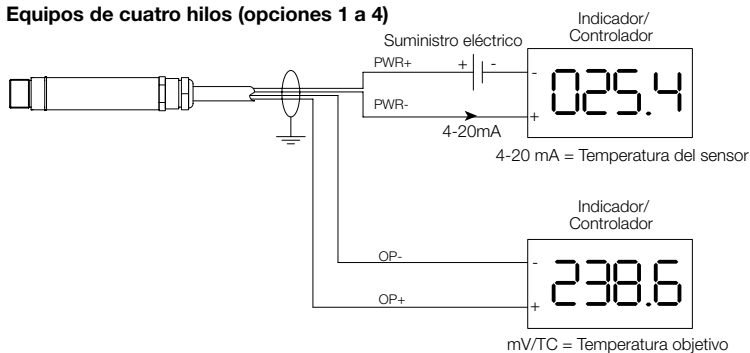 Equipos de cuatro hilos (opciones 1 a 4)
Indicador/
Controlador
Suministro eléctrico
PWR+
+
-
-
025.4
PWR-
+
4-20mA
4-20 mA = Temperatura del sensor
Indicador/
Controlador
OP-
-
238.6
OP+
+
mV/TC = Temperatura objetivo